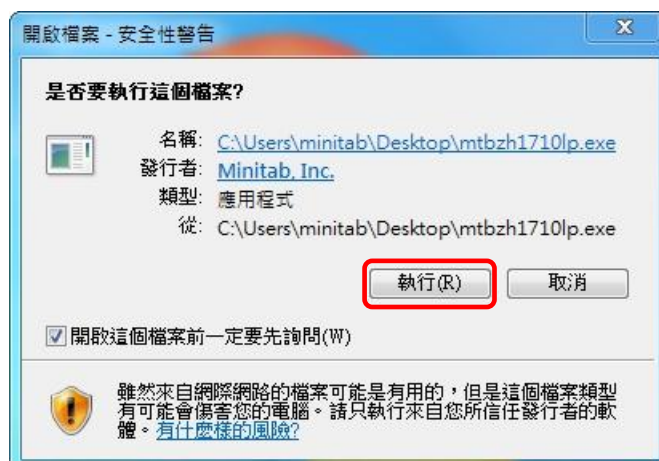 開啟檔案 - 安全性警告
是否要執行這個檔案?
名稱: C:\Users\minitab\Desktop\mtbzh1710lp.exe
發行者: Minitab, Inc.
類型: 應用程式
從: C:\Users\minitab\Desktop\mtbzh1710lp.exe
執行(R) 取消
開啟這個檔案前一定要先詢問(W)
雖然來自網際網路的檔案可能是有用的，但是這個檔案類型
有可能會傷害您的電腦。請只執行來自您所信任發行者的軟
體。有什麼樣的風險?